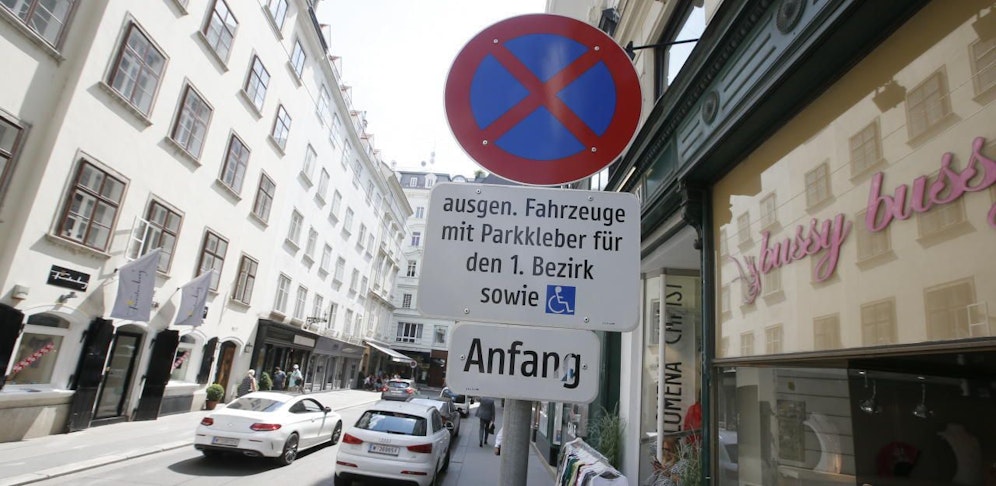 ausgen. Fahrzeuge
mit Parkkleber für
den 1. Bezirk
sowie
Anfang
bussy bussy